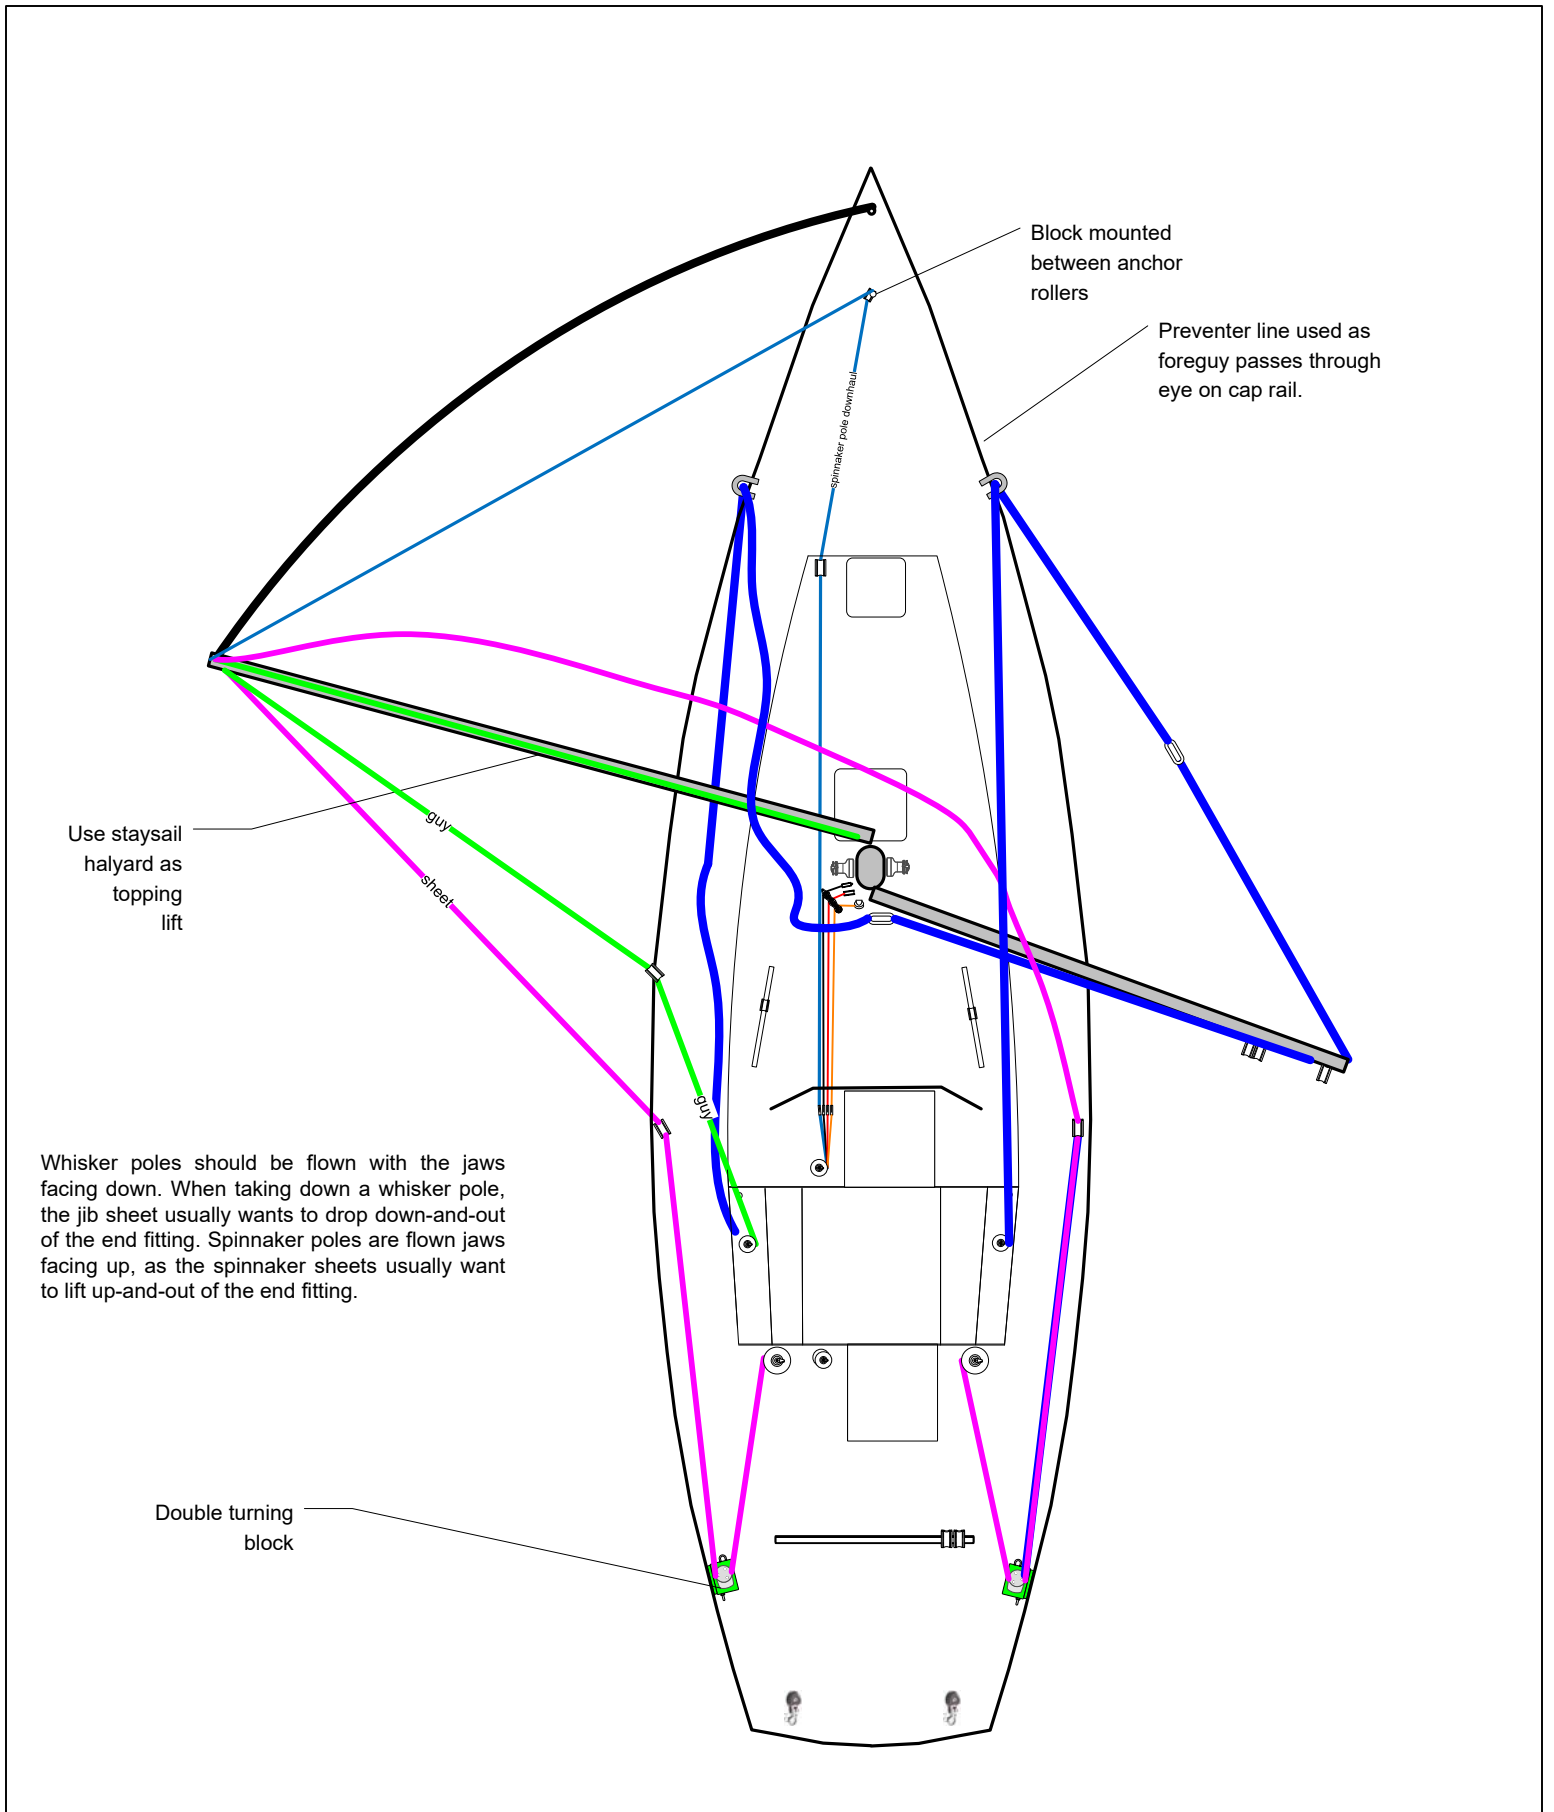 Block mounted
between anchor
rollers
Preventer line used as
foreguy passes through
eye on cap rail.
spinnaker pole downhaul
Use staysail
halyard as
topping
lift
guy
sheet
guy
Whisker poles should be flown with the jaws
facing down. When taking down a whisker pole,
the jib sheet usually wants to drop down-and-out
of the end fitting. Spinnaker poles are flown jaws
facing up, as the spinnaker sheets usually want
to lift up-and-out of the end fitting.
Double turning
block